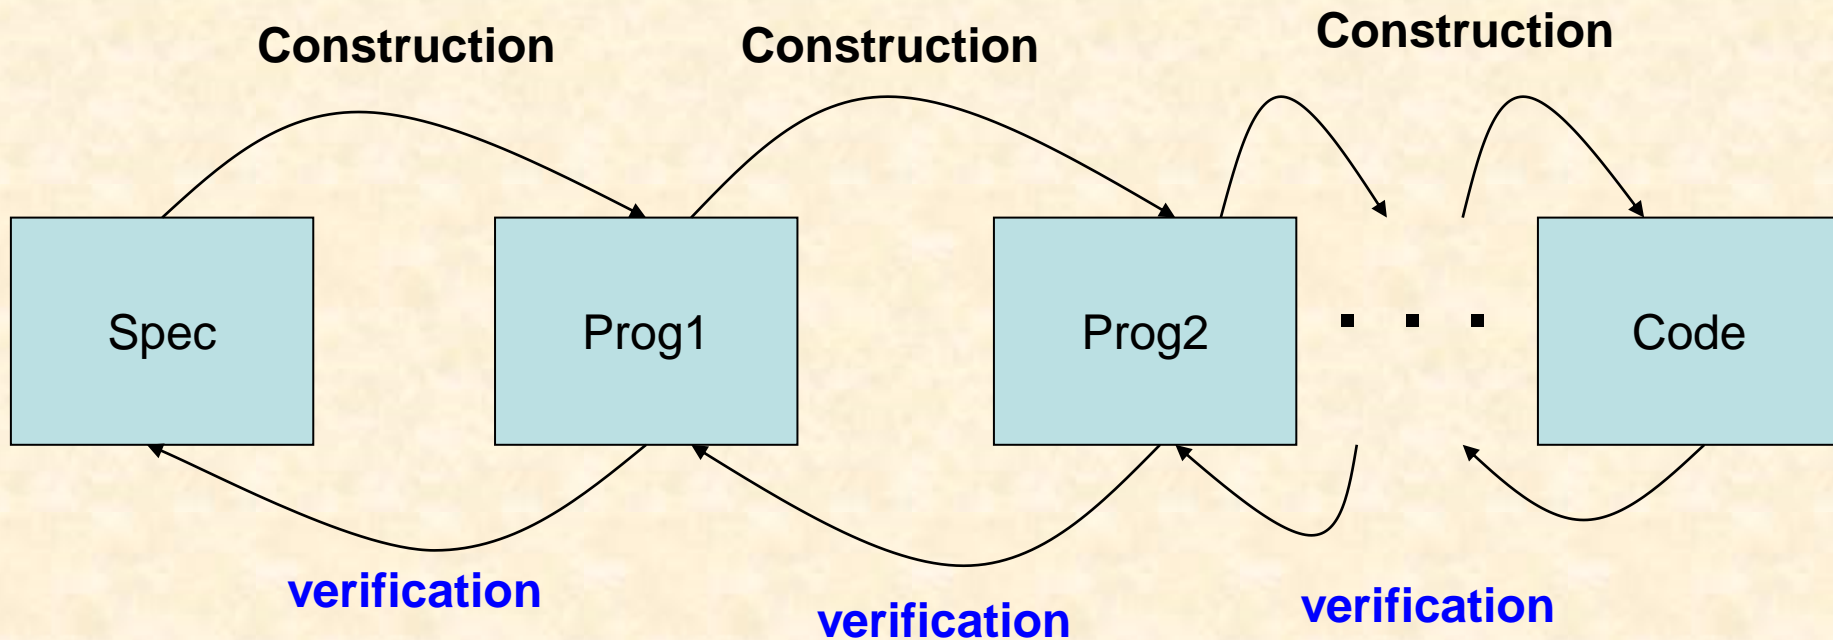 Construction
Construction
Construction
Spec
Prog1
Prog2
. . .
Code
verification
verification
verification